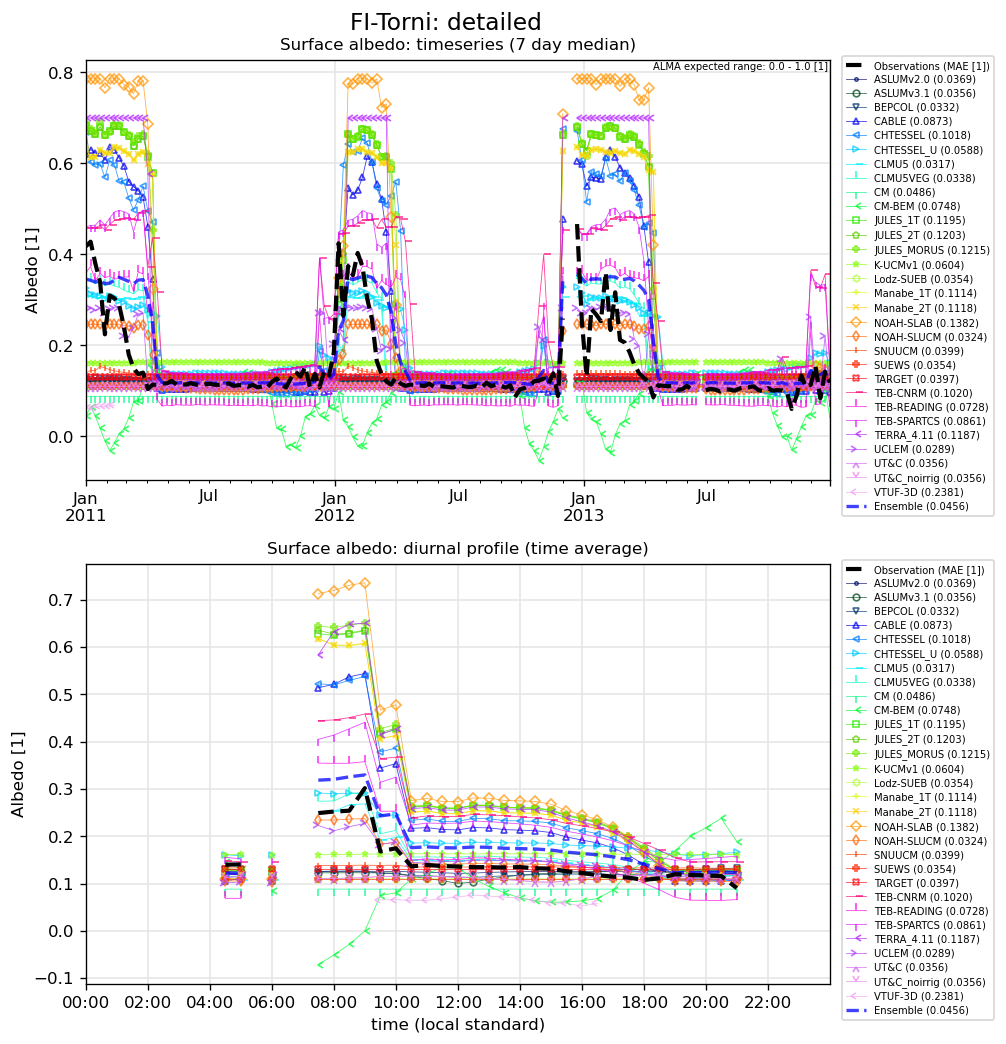 FI-Torni: detailed
Surface albedo: timeseries (7 day median)
ALMA expected range: 0.0 - 1.0 [1]
Albedo [1]
0.8
0.6
0.4
0.2
0.0
Jan
2011
Jul
Jan
2012
Jul
Jan
2013
Jul
Observations (MAE [1])
ASLUMv2.0 (0.0369)
ASLUMv3.1 (0.0356)
BEPCOL (0.0332)
CABLE (0.0873)
CHTESSEL (0.1018)
CHTESSEL_U (0.0588)
CLMU5 (0.0317)
CLMU5VEG (0.0338)
CM (0.0486)
CM-BEM (0.0748)
JULES_1T (0.1195)
JULES_2T (0.1203)
JULES_MORUS (0.1215)
K-UCMv1 (0.0604)
Lodz-SUEB (0.0354)
Manabe_1T (0.1114)
Manabe_2T (0.1118)
NOAH-SLAB (0.1382)
NOAH-SLUCM (0.0324)
SNUUCM (0.0399)
SUEWS (0.0354)
TARGET (0.0397)
TEB-CNRM (0.1020)
TEB-READING (0.0728)
TEB-SPARTCS (0.0861)
TERRA_4.11 (0.1187)
UCLEM (0.0289)
UT&C (0.0356)
UT&C_noirrig (0.0356)
VTUF-3D (0.2381)
Ensemble (0.0456)
Surface albedo: diurnal profile (time average)
Albedo [1]
0.7
0.6
0.5
0.4
0.3
0.2
0.1
0.0
−0.1
00:00
02:00
04:00
06:00
08:00
10:00
12:00
14:00
16:00
18:00
20:00
22:00
time (local standard)
Observation (MAE [1])
ASLUMv2.0 (0.0369)
ASLUMv3.1 (0.0356)
BEPCOL (0.0332)
CABLE (0.0873)
CHTESSEL (0.1018)
CHTESSEL_U (0.0588)
CLMU5 (0.0317)
CLMU5VEG (0.0338)
CM (0.0486)
CM-BEM (0.0748)
JULES_1T (0.1195)
JULES_2T (0.1203)
JULES_MORUS (0.1215)
K-UCMv1 (0.0604)
Lodz-SUEB (0.0354)
Manabe_1T (0.1114)
Manabe_2T (0.1118)
NOAH-SLAB (0.1382)
NOAH-SLUCM (0.0324)
SNUUCM (0.0399)
SUEWS (0.0354)
TARGET (0.0397)
TEB-CNRM (0.1020)
TEB-READING (0.0728)
TEB-SPARTCS (0.0861)
TERRA_4.11 (0.1187)
UCLEM (0.0289)
UT&C (0.0356)
UT&C_noirrig (0.0356)
VTUF-3D (0.2381)
Ensemble (0.0456)